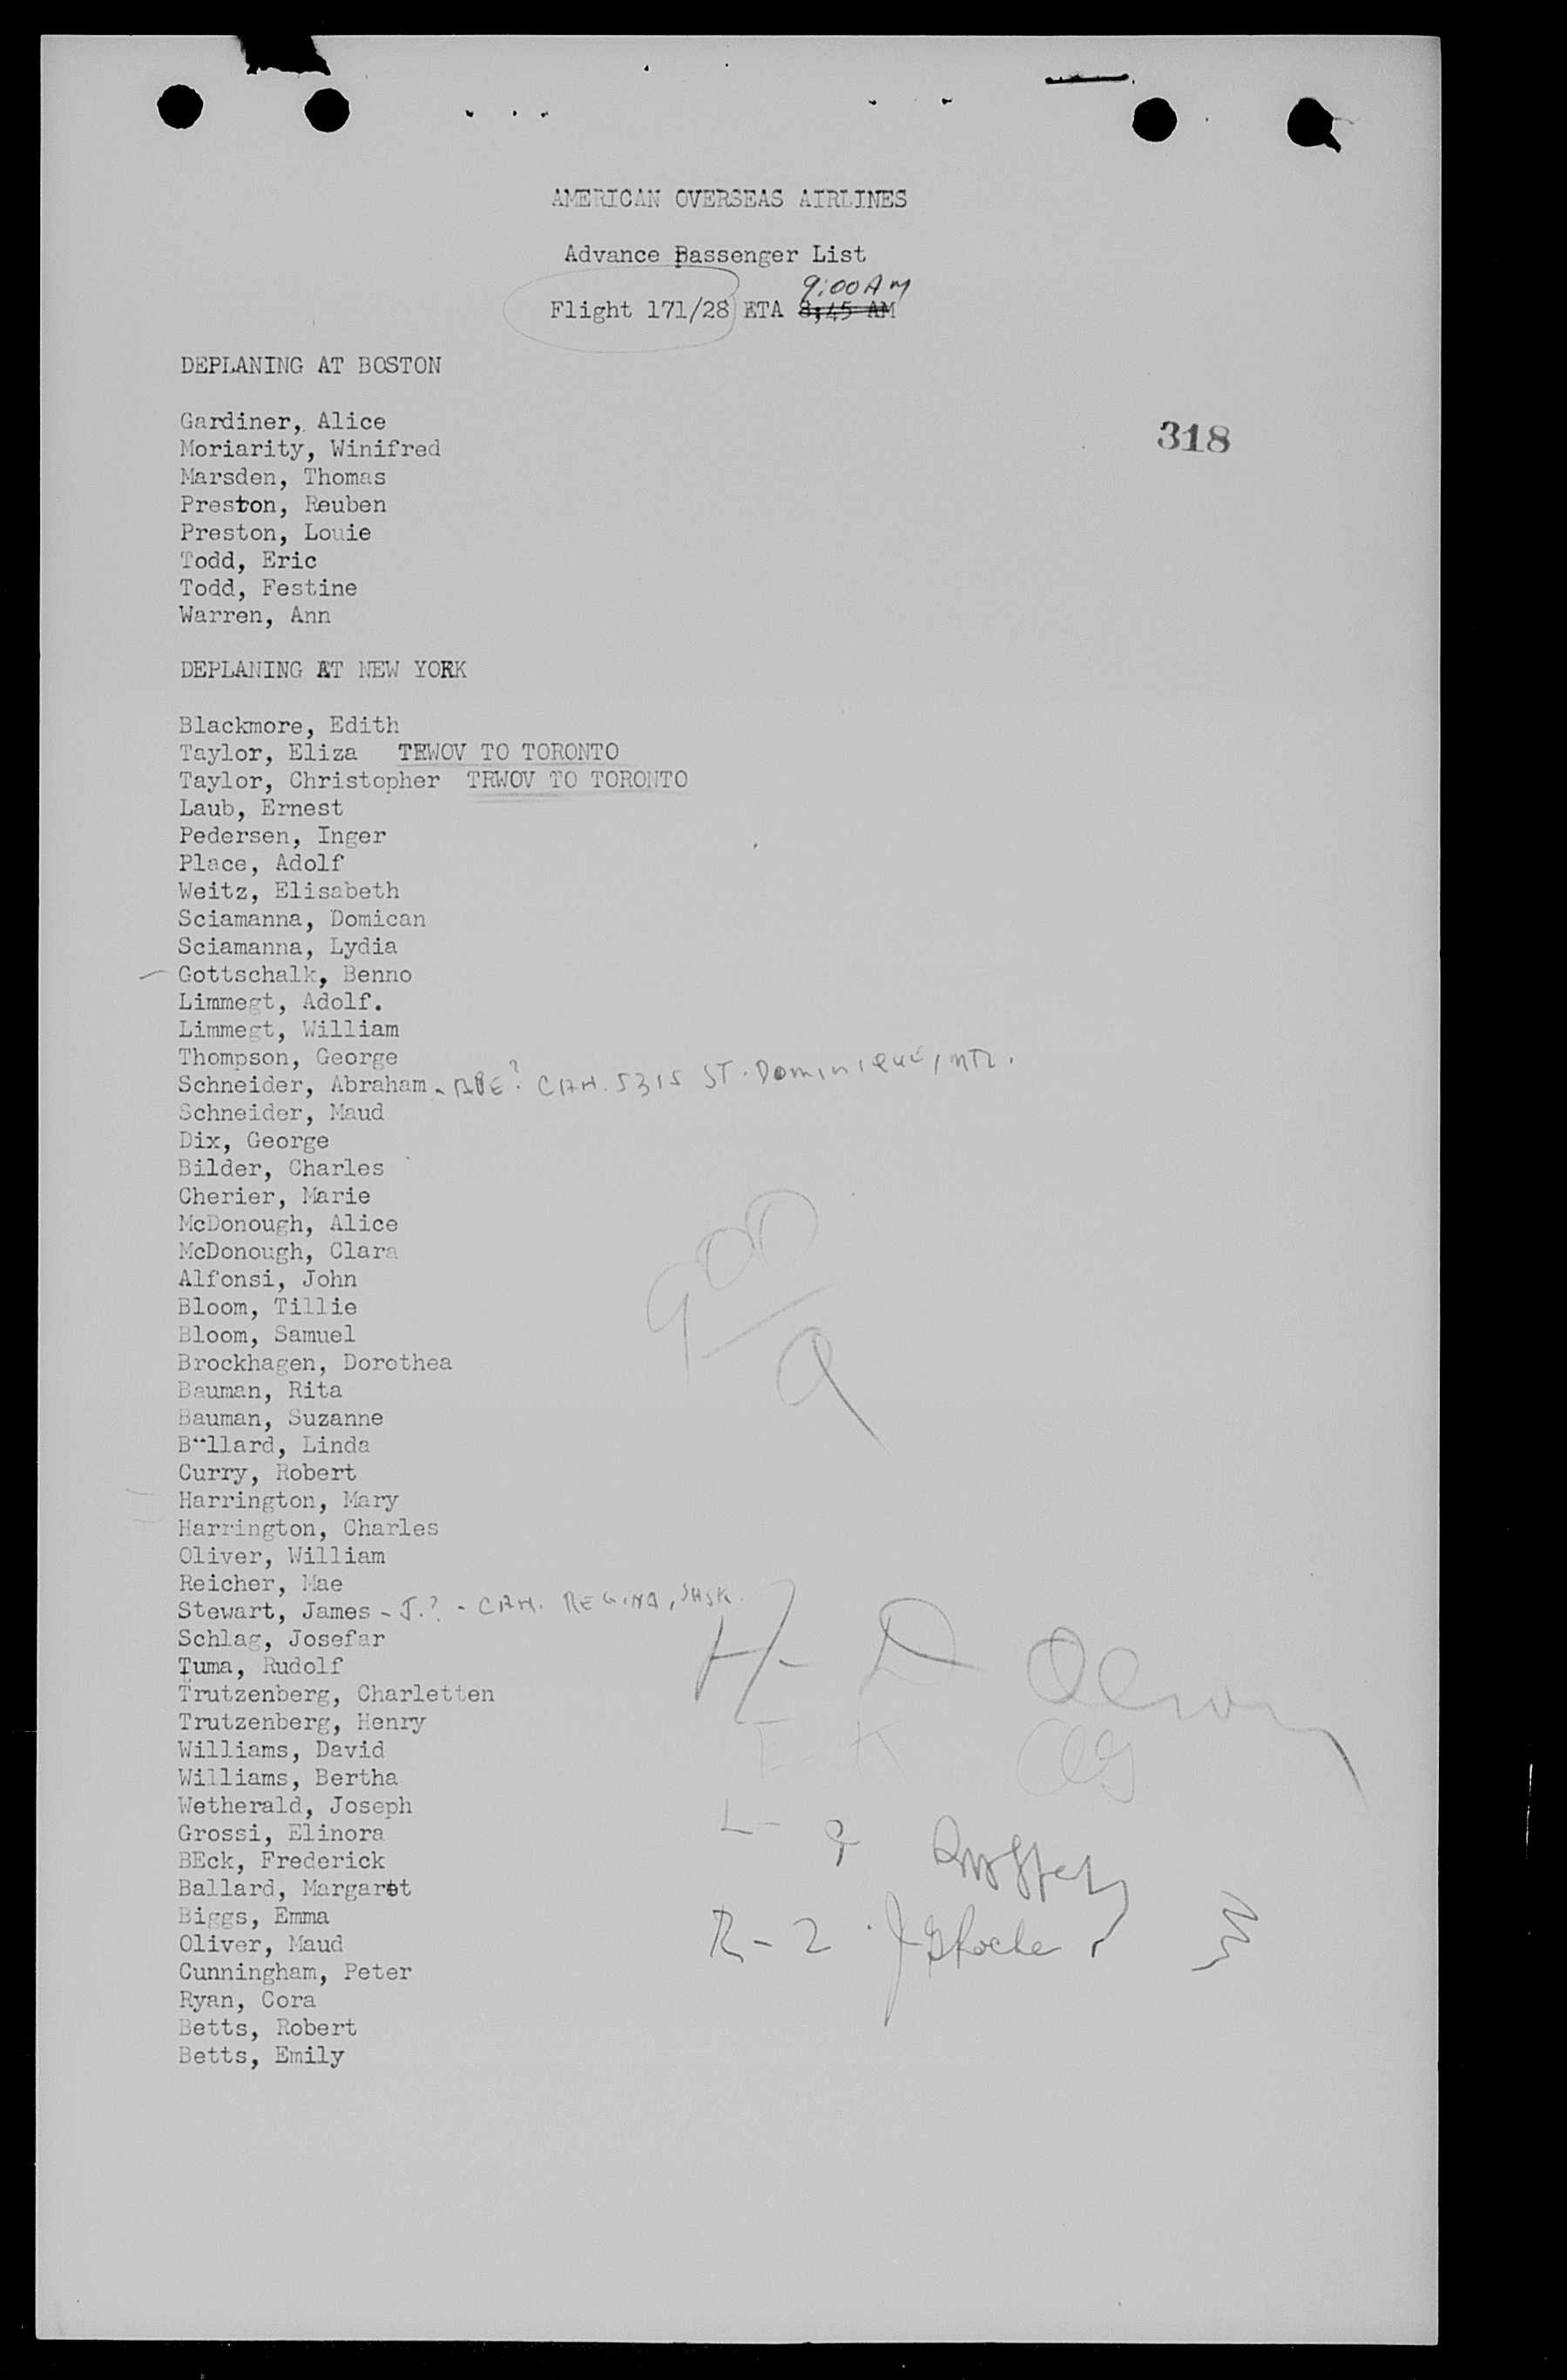 AMERICAN OVERSEAS AIRLINES
Advance Passenger List
9:00 AM
Flight 171/28 ETA 8;45 AM
DEPLANING AT BOSTON
318
Gardiner, Alice
Moriarity, Winifred
Marsden, Thomas
Preston, Reuben
Preston, Louie
Todd, Eric
Todd, Festine
Warren, Ann
DEPLANING AT NEW YORK
Blackmore, Edith
Taylor, Eliza TRWOV TO TORONTO
Taylor, Christopher TRWOV TO TORONTO
Laub, Ernest
Pedersen, Inger
Place, Adolf
Weitz, Elisabeth
Sciamanna, Domican
Sciamanna, Lydia
Gottschalk, Benno
Limmegt, Adolf.
Limmegt, William
Thompson, George
Schneider, Abraham - ABE? CAN. 5315 ST. Dominique, MTL.
Schneider, Maud
Dix, George
Bilder, Charles
Cherier, Marie
McDonough, Alice
McDonough, Clara
Alfonsi, John
900
9
Bloom, Tillie
Bloom, Samuel
Brockhagen, Dorothea
Bauman, Rita
Bauman, Suzanne
B“llard, Linda
Curry, Robert
Harrington, Mary
Harrington, Charles
Oliver, William
Reicher, Mae
Stewart, James - J.? - CAN. REGINA, SASK.
Schlag, Josefar
Tuma, Rudolf
H- D Olson
Trutzenberg, Charletten
Trutzenberg, Henry
Williams, David
Williams, Bertha
Wetherald, Joseph
Grossi, Elinora
L-
BEck, Frederick
Ballard, Margaret
Biggs, Emma
Oliver, Maud
R-2
Cunningham, Peter
Ryan, Cora
Betts, Robert
Betts, Emily